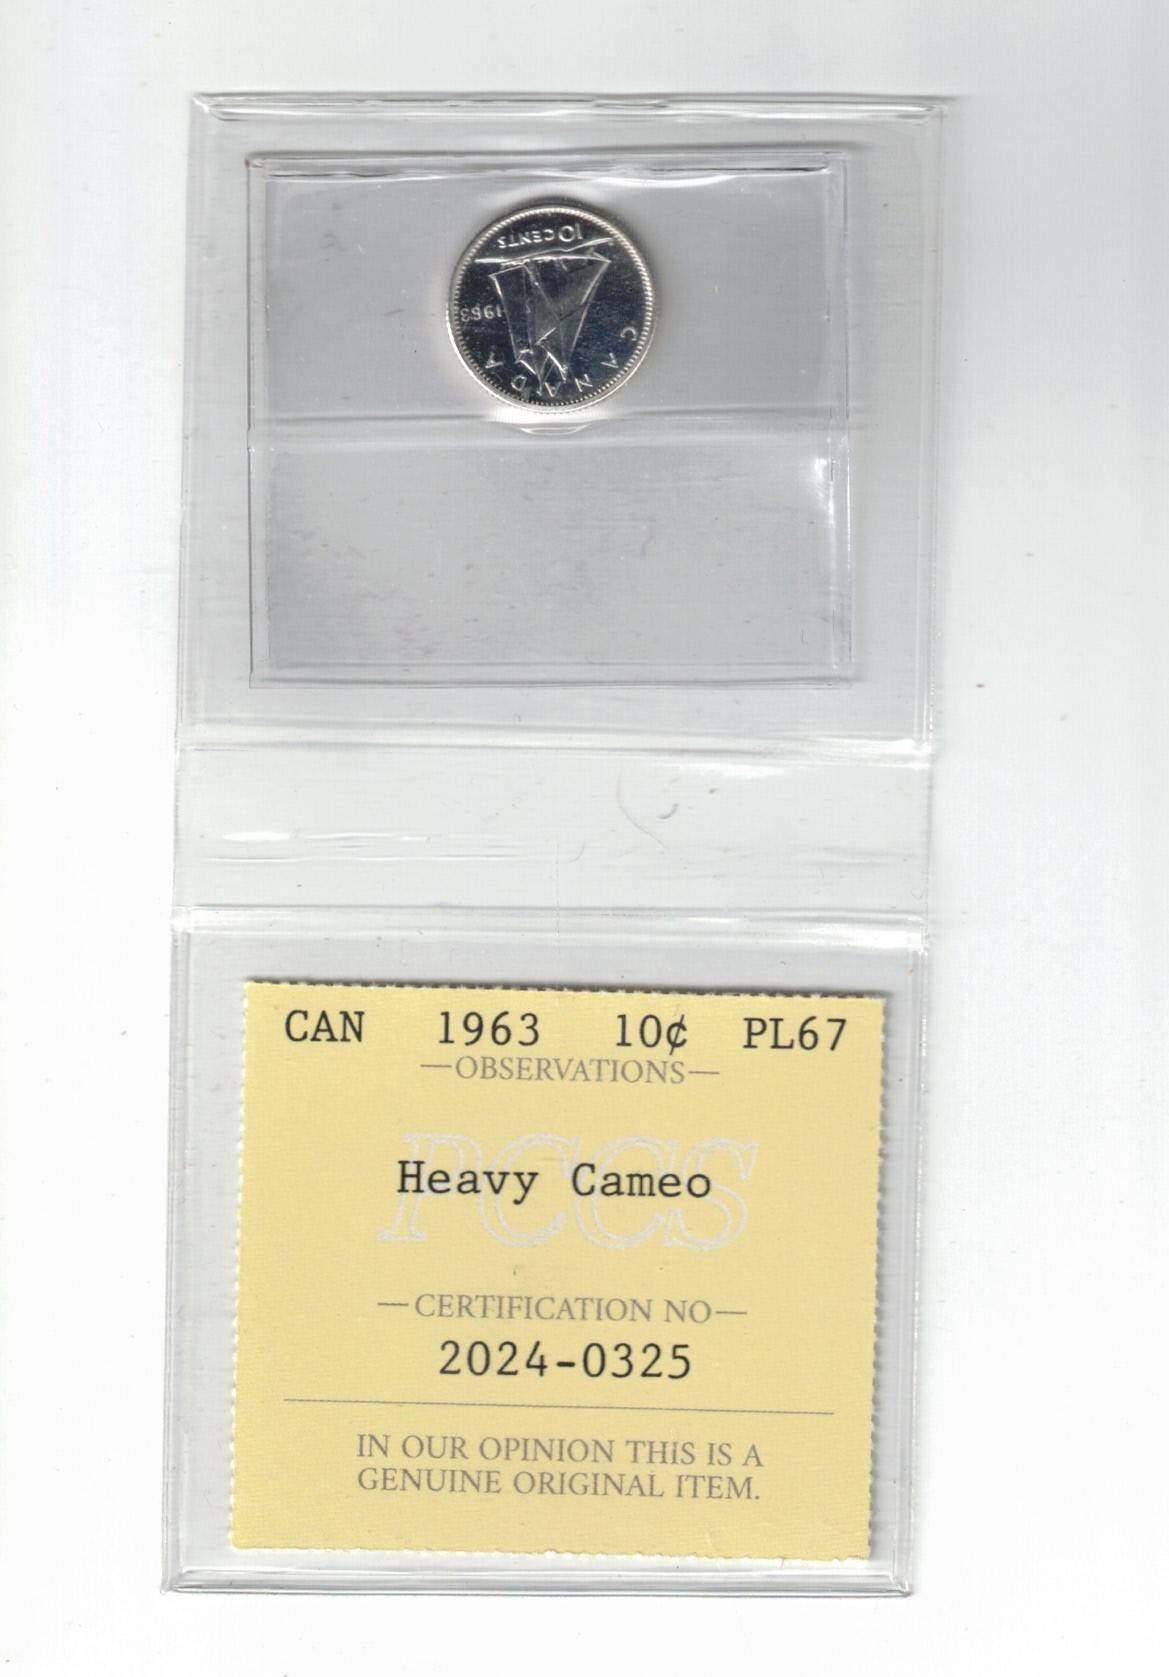 10 CENTS
1963
CANADA
CAN 1963 10¢ PL67
—OBSERVATIONS—
PCCS
Heavy Cameo
—CERTIFICATION NO—
2024-0325
IN OUR OPINION THIS IS A
GENUINE ORIGINAL ITEM.